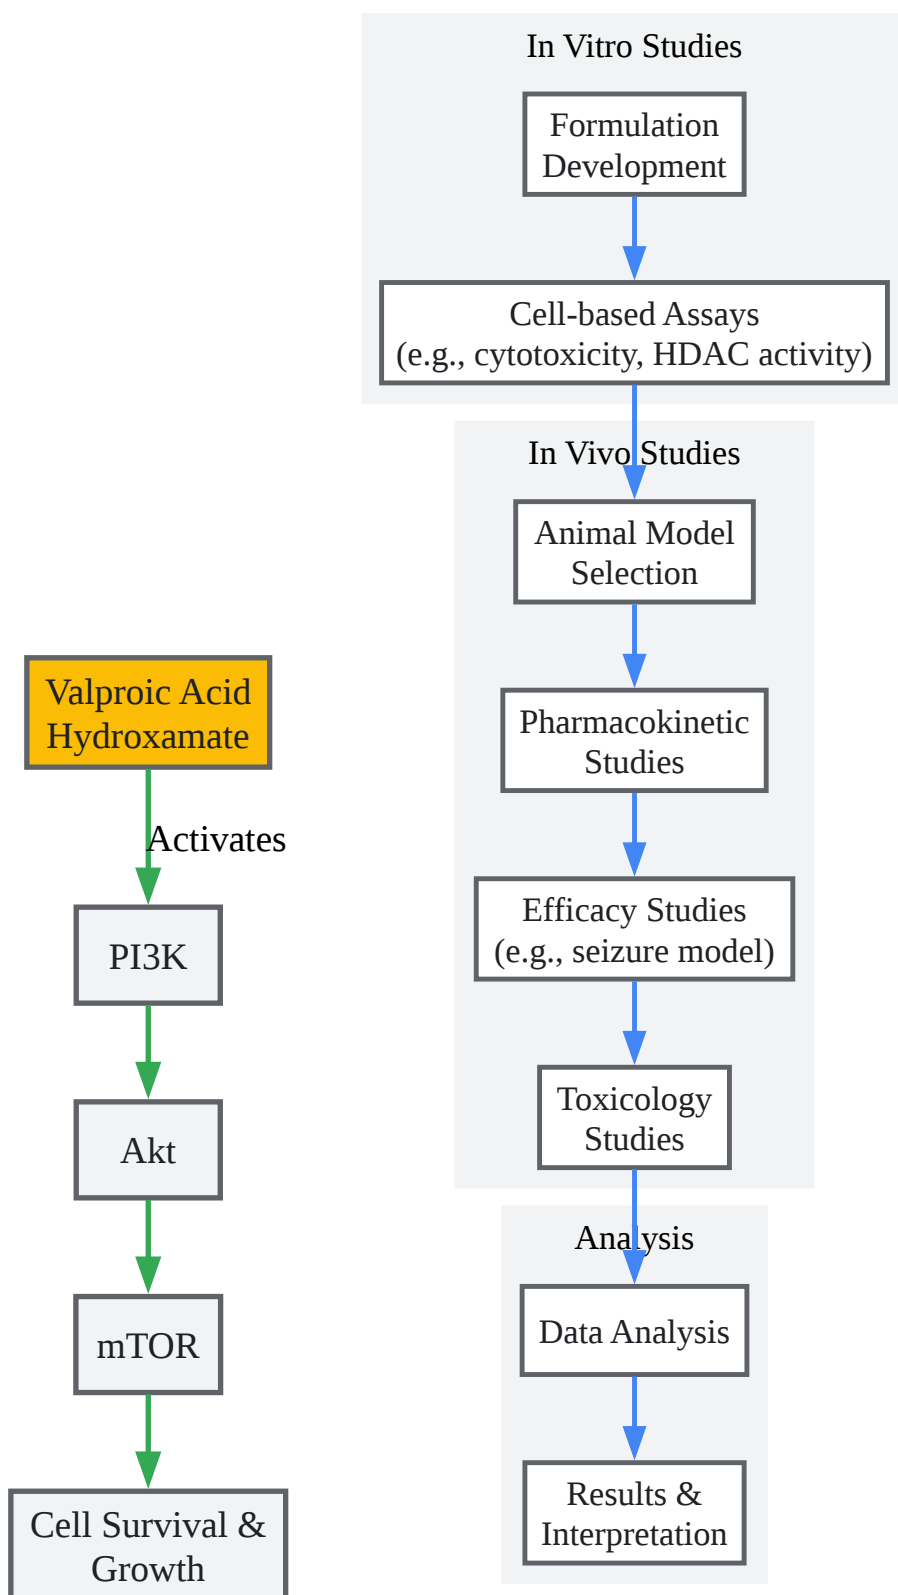 In Vitro Studies
Formulation
Development
Cell-based Assays
(e.g., cytotoxicity, HDAC activity)
In Vivo Studies
Animal Model
Selection
Pharmacokinetic
Studies
Efficacy Studies
(e.g., seizure model)
Toxicology
Studies
Analysis
Data Analysis
Results &
Interpretation
Valproic Acid
Hydroxamate
Activates
PI3K
Akt
mTOR
Cell Survival &
Growth